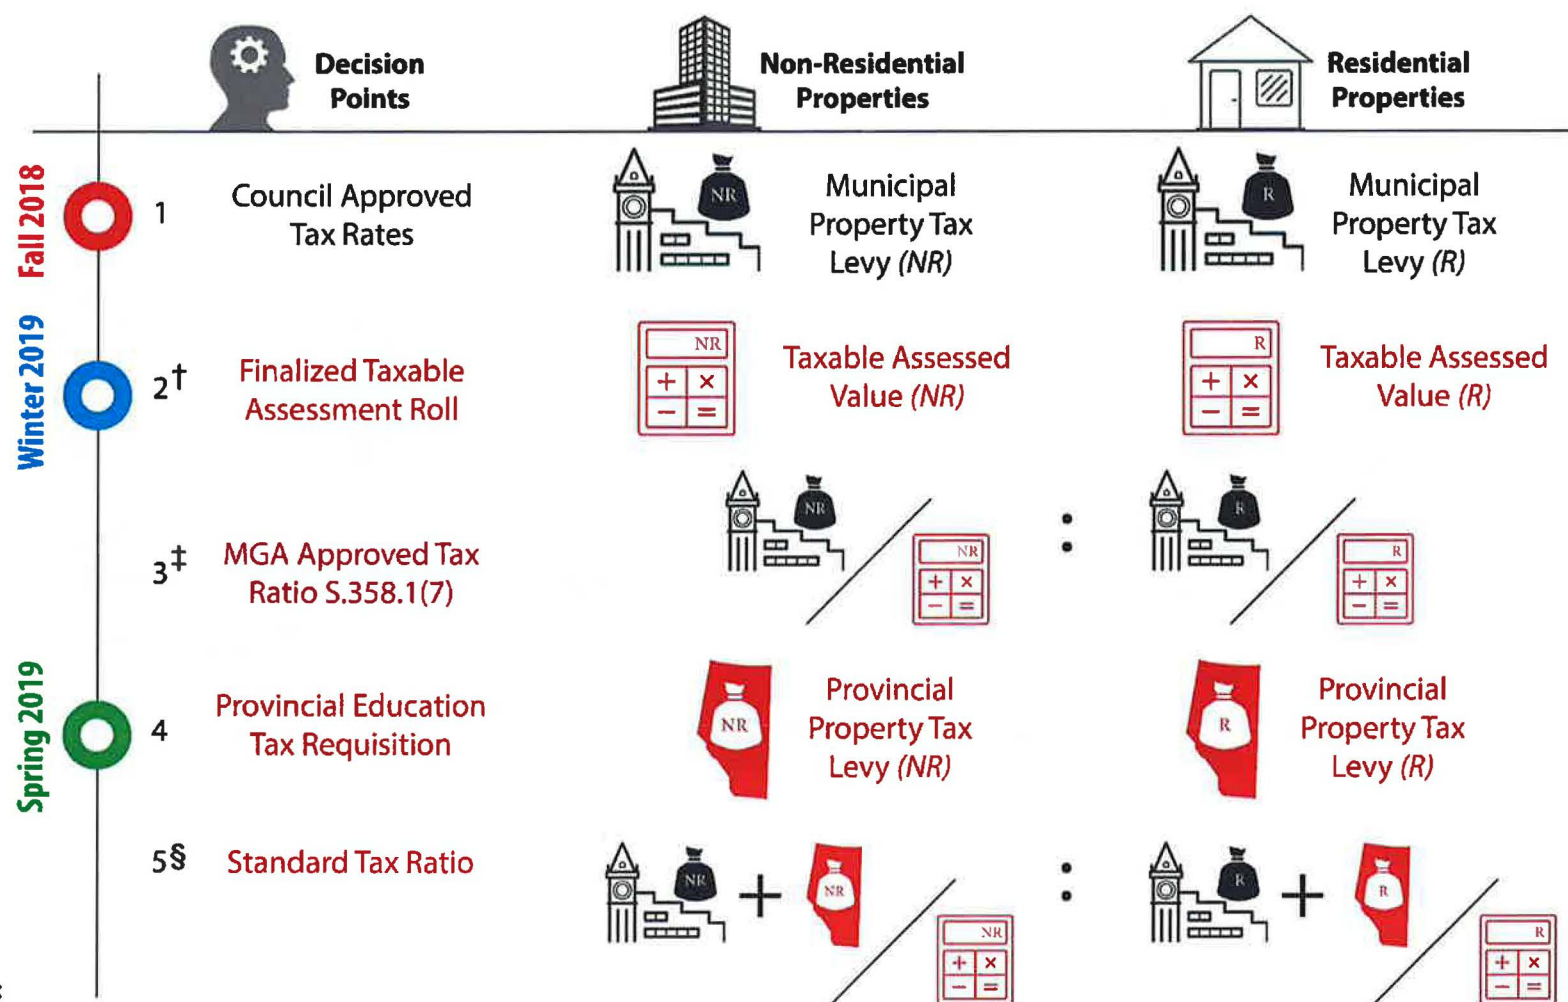 Decision
Points
Non-Residential
Properties
Residential
Properties
Fall 2018
1
Council Approved
Tax Rates
NR
Municipal
Property Tax
Levy (NR)
R
Municipal
Property Tax
Levy (R)
Winter 2019
2†
Finalized Taxable
Assessment Roll
NR
+ ×
− =
Taxable Assessed
Value (NR)
R
+ ×
− =
Taxable Assessed
Value (R)
3‡
MGA Approved Tax
Ratio S.358.1(7)
NR
/
NR
+ ×
− =
:
R
/
R
+ ×
− =
Spring 2019
4
Provincial Education
Tax Requisition
NR
Provincial
Property Tax
Levy (NR)
R
Provincial
Property Tax
Levy (R)
5§
Standard Tax Ratio
NR
+
NR
/
NR
+ ×
− =
:
R
+
R
/
R
+ ×
− =